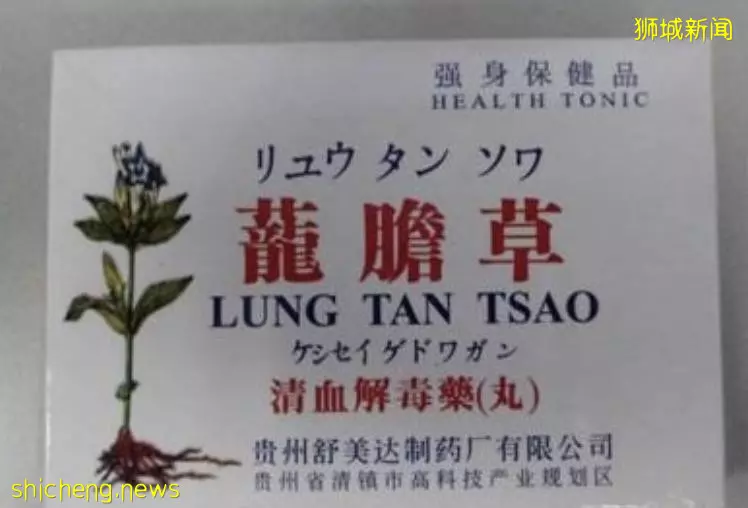 狮城新闻
强身保健品
HEALTH TONIC
リュウ タン ソワ
蘢膽草
LUNG TAN TSAO
ケシセイゲドワガン
清血解毒藥(丸)
贵州舒美达制药厂有限公司
贵州省清镇市高科技产业规划区
shicheng.news